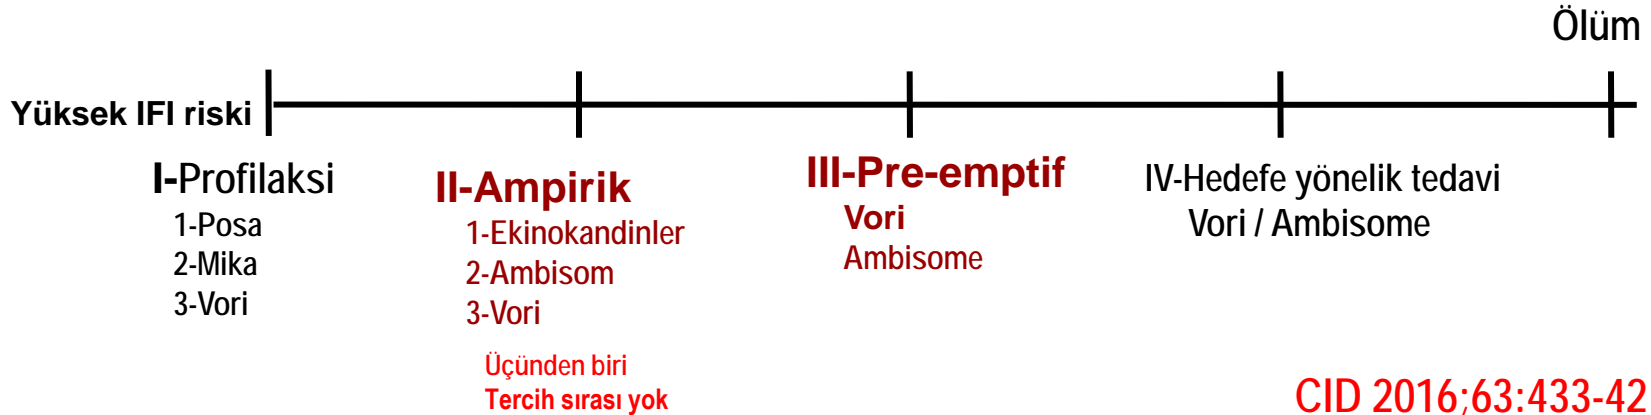 Ölüm
Yüksek IFI riski
I-Profilaksi
1-Posa
2-Mika
3-Vori
II-Ampirik
1-Ekinokandinler
2-Ambisom
3-Vori
Üçünden biri
Tercih sırası yok
III-Pre-emptif
Vori
Ambisome
IV-Hedefe yönelik tedavi
Vori / Ambisome
CID 2016;63:433-42